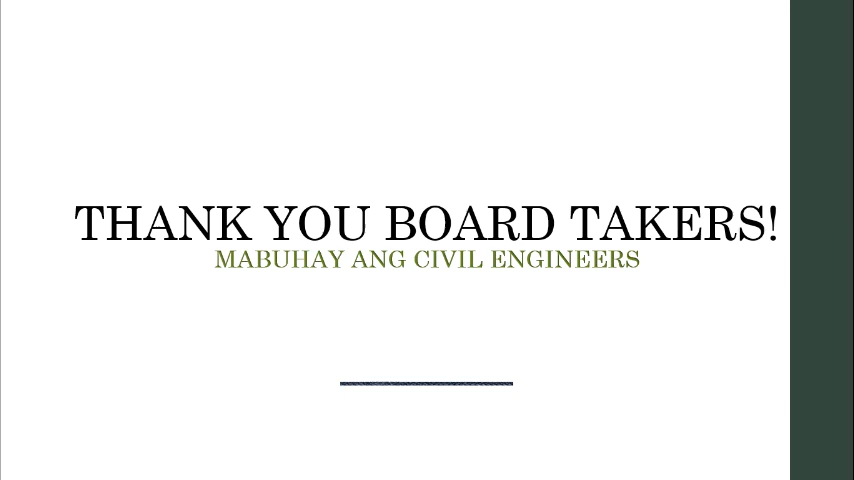 THANK YOU BOARD TAKERS!
MABUHAY ANG CIVIL ENGINEERS